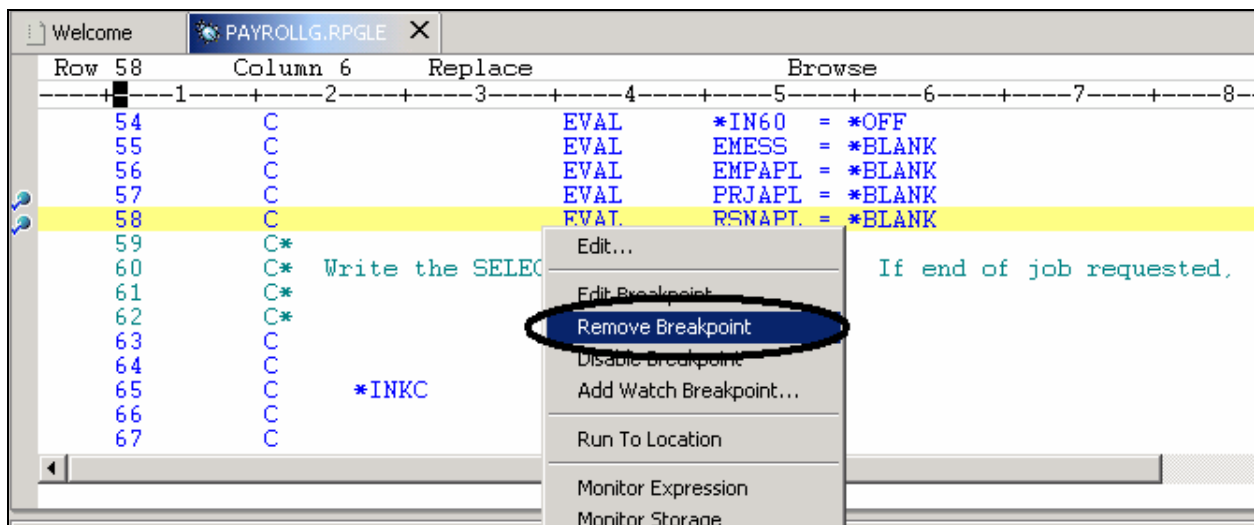 Welcome PAYROLLG.RPGLE
Row 58 Column 6 Replace Browse
----+----1----+----2----+----3----+----4----+----5----+----6----+----7----+----8-
54 C EVAL *IN60 = *OFF
55 C EVAL EMESS = *BLANK
56 C EVAL EMPAPL = *BLANK
57 C EVAL PRJAPL = *BLANK
58 C EVAL RSNAPL = *BLANK
59 C*
60 C* Write the SELEC If end of job requested,
61 C*
62 C*
63 C
64 C
65 C *INKC
66 C
67 C
Edit...
Edit Breakpoint
Remove Breakpoint
Disable Breakpoint
Add Watch Breakpoint...
Run To Location
Monitor Expression
Monitor Storage